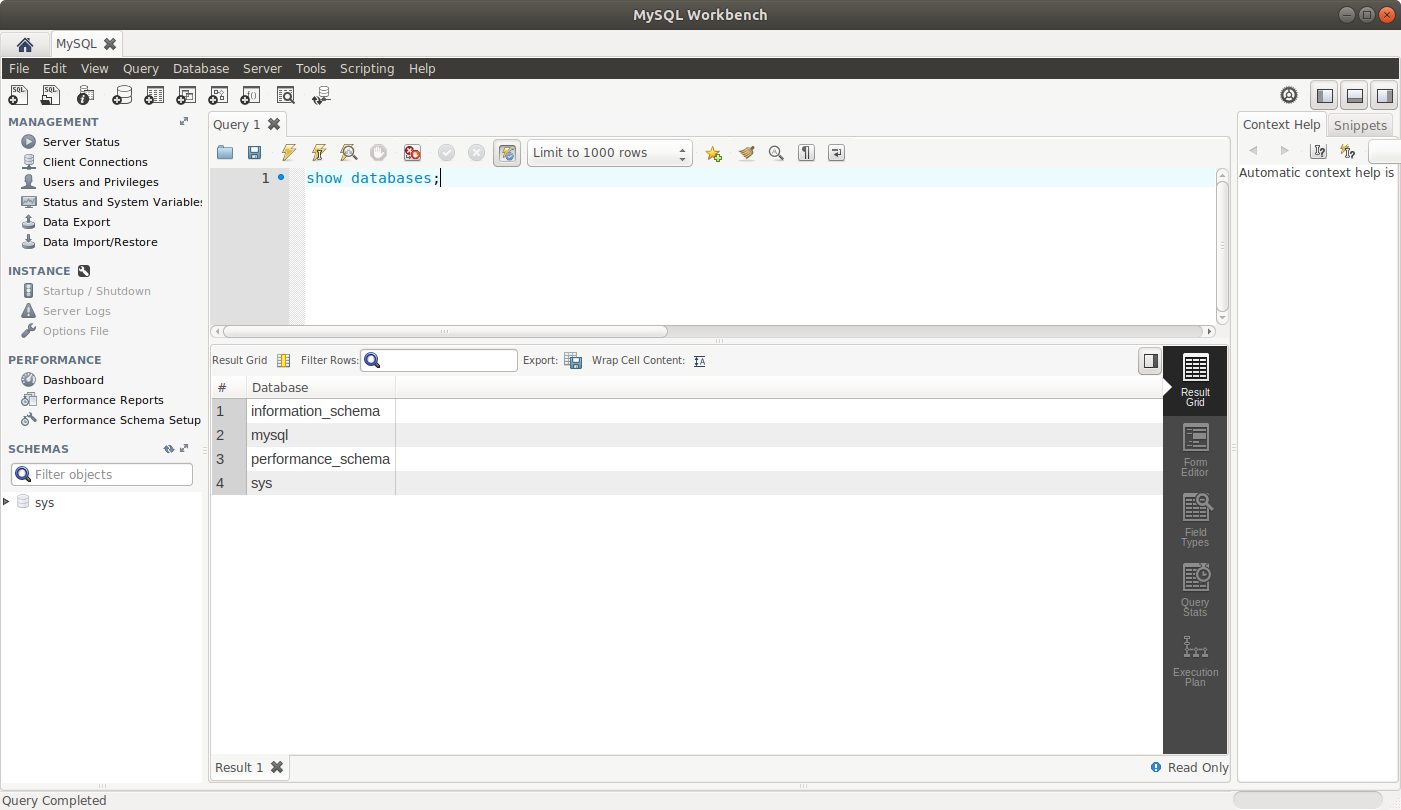 MySQL Workbench
MySQL
File Edit View Query Database Server Tools Scripting Help
MANAGEMENT
Server Status
Client Connections
Users and Privileges
Status and System Variables
Data Export
Data Import/Restore
INSTANCE
Startup / Shutdown
Server Logs
Options File
PERFORMANCE
Dashboard
Performance Reports
Performance Schema Setup
SCHEMAS
Filter objects
sys
Query 1
Limit to 1000 rows
1 show databases;
Result Grid Filter Rows: Export: Wrap Cell Content:
# Database
1 information_schema
2 mysql
3 performance_schema
4 sys
Result Grid
Form Editor
Field Types
Query Stats
Execution Plan
Result 1
Read Only
Context Help Snippets
Automatic context help is
Query Completed